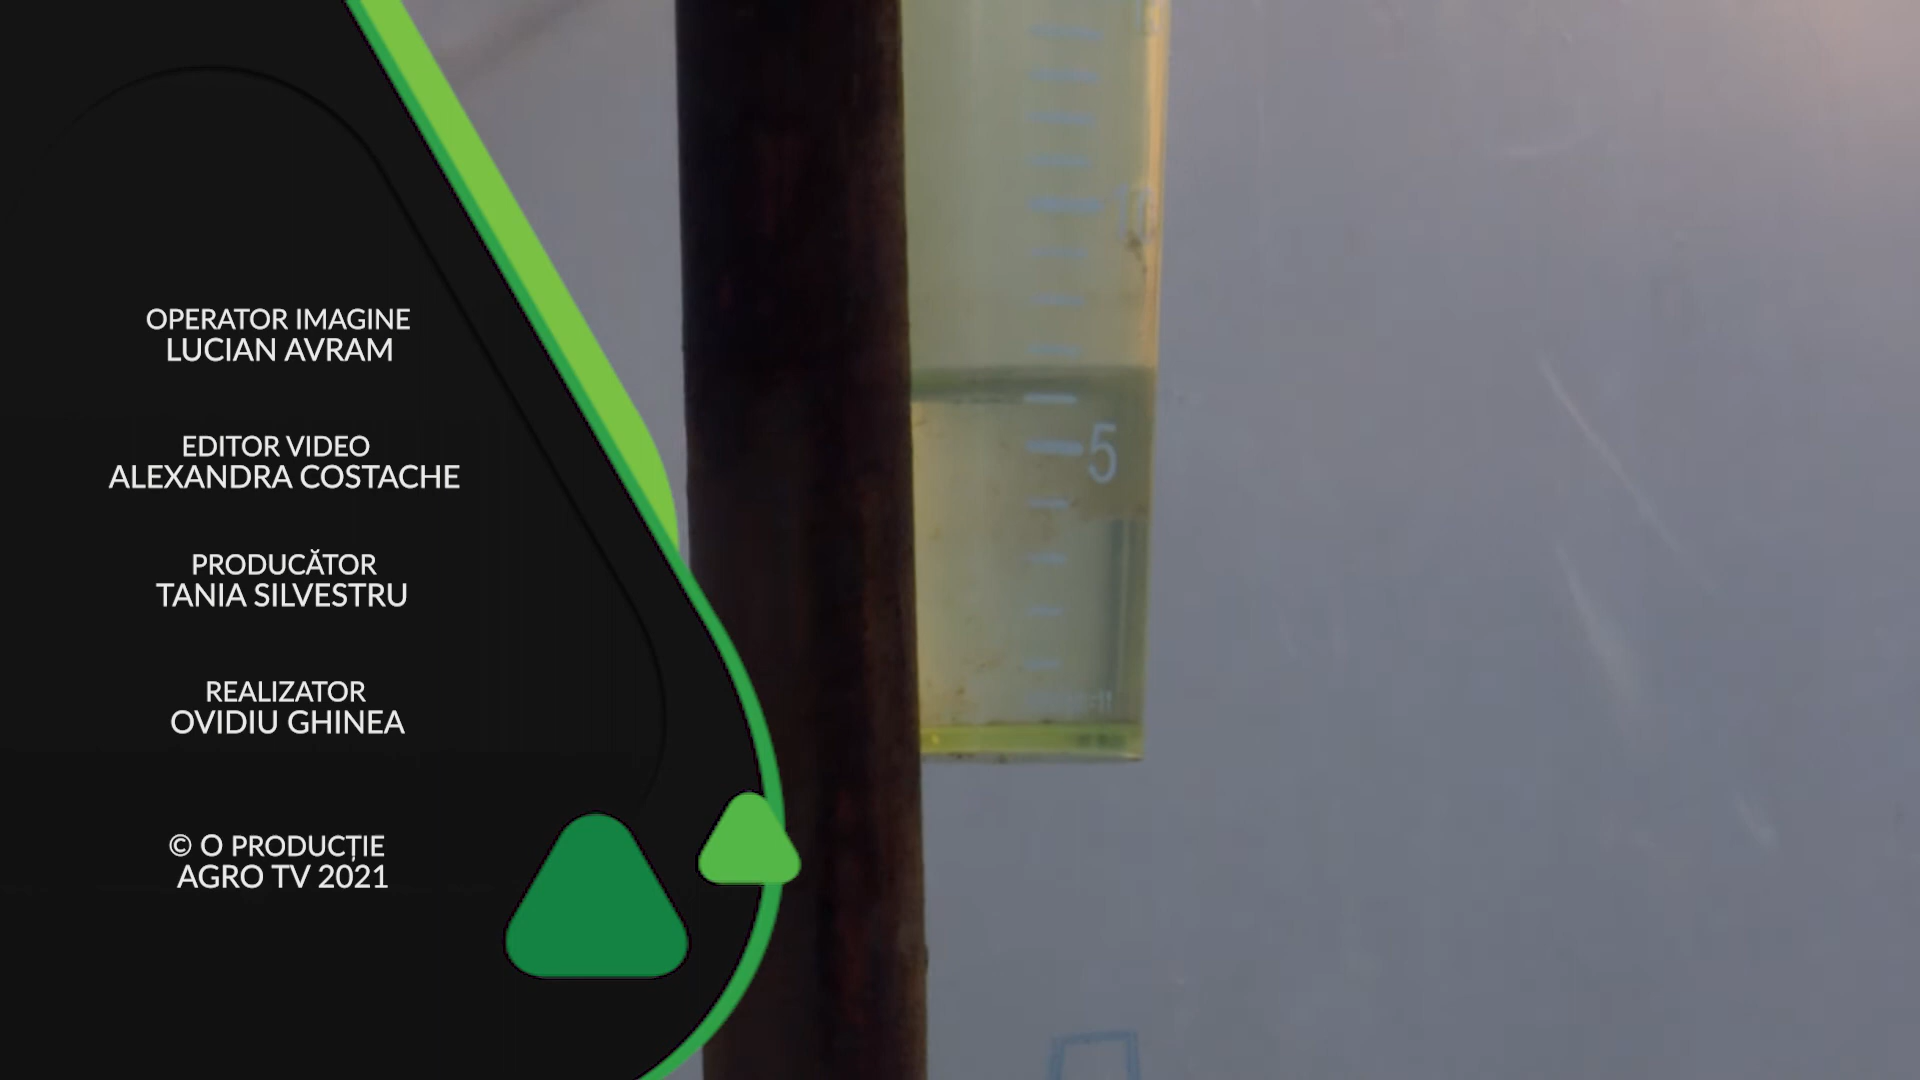 OPERATOR IMAGINE
LUCIAN AVRAM
EDITOR VIDEO
ALEXANDRA COSTACHE
PRODUCĂTOR
TANIA SILVESTRU
REALIZATOR
OVIDIU GHINEA
© O PRODUCȚIE
AGRO TV 2021
10
5